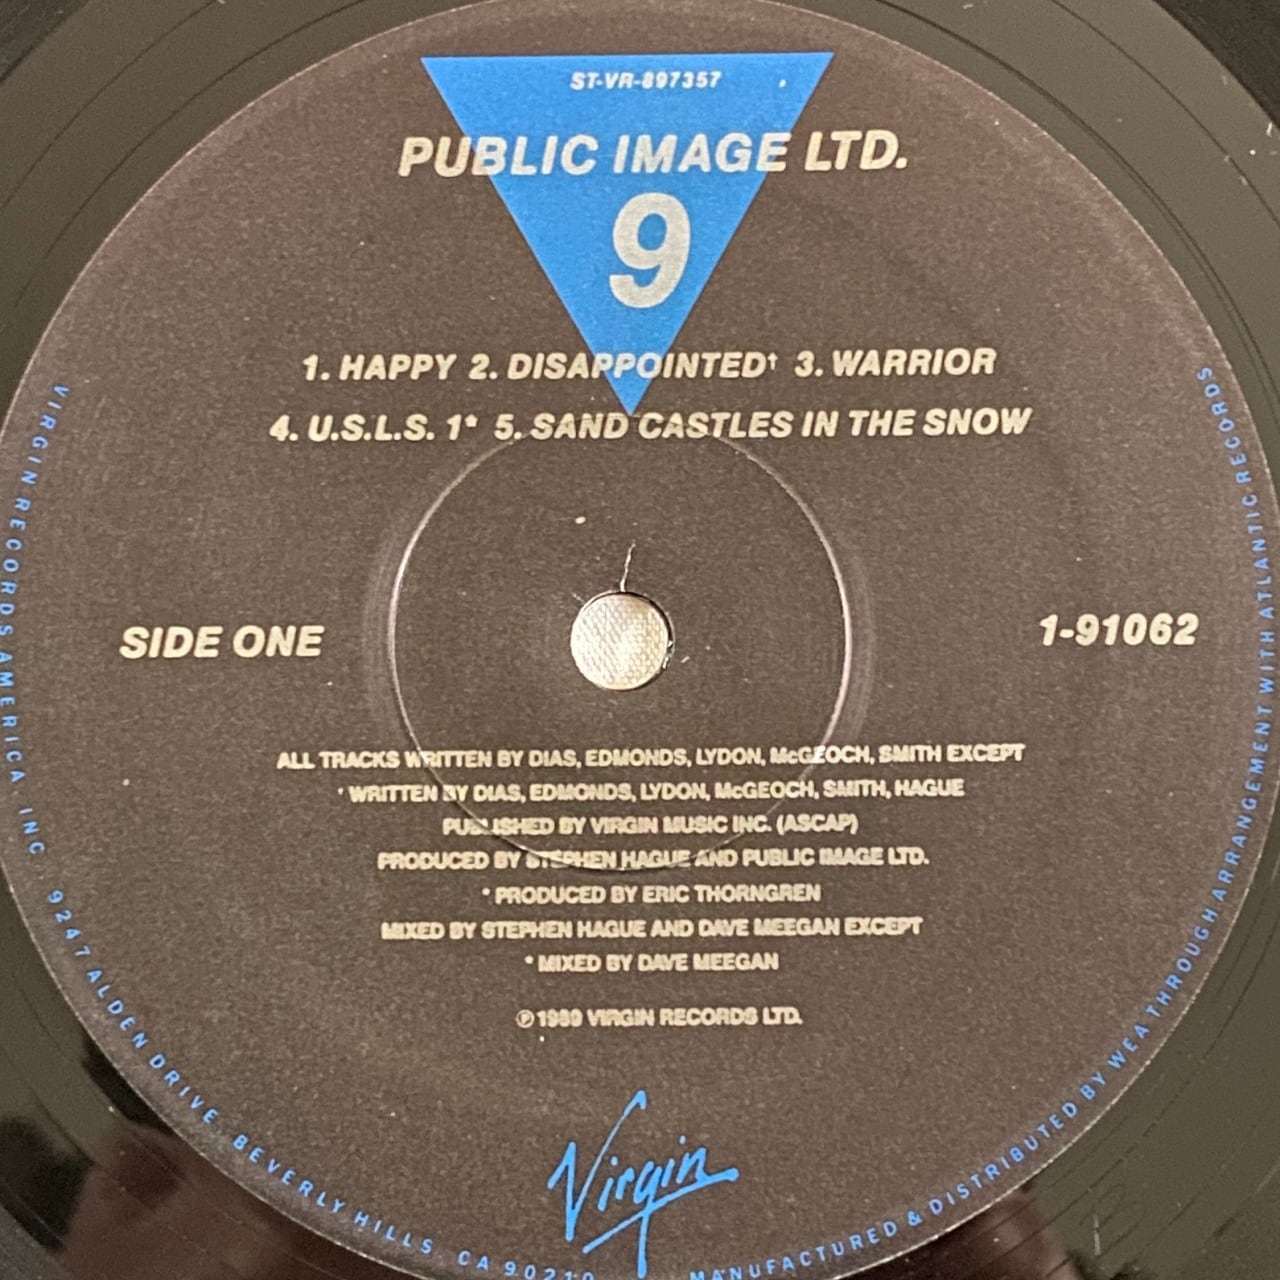 ST-VR-897357
PUBLIC IMAGE LTD.
9
1. HAPPY 2. DISAPPOINTED† 3. WARRIOR
4. U.S.L.S. 1* 5. SAND CASTLES IN THE SNOW
SIDE ONE
1-91062
ALL TRACKS WRITTEN BY DIAS, EDMONDS, LYDON, McGEOCH, SMITH EXCEPT
* WRITTEN BY DIAS, EDMONDS, LYDON, McGEOCH, SMITH, HAGUE
PUBLISHED BY VIRGIN MUSIC INC. (ASCAP)
PRODUCED BY STEPHEN HAGUE AND PUBLIC IMAGE LTD.
* PRODUCED BY ERIC THORNGREN
MIXED BY STEPHEN HAGUE AND DAVE MEEGAN EXCEPT
* MIXED BY DAVE MEEGAN
℗ 1989 VIRGIN RECORDS LTD.
Virgin
VIRGIN RECORDS AMERICA, INC. 9247 ALDEN DRIVE BEVERLY HILLS, CA 90210 MANUFACTURED & DISTRIBUTED BY WEA THROUGH ARRANGEMENT WITH ATLANTIC RECORDS